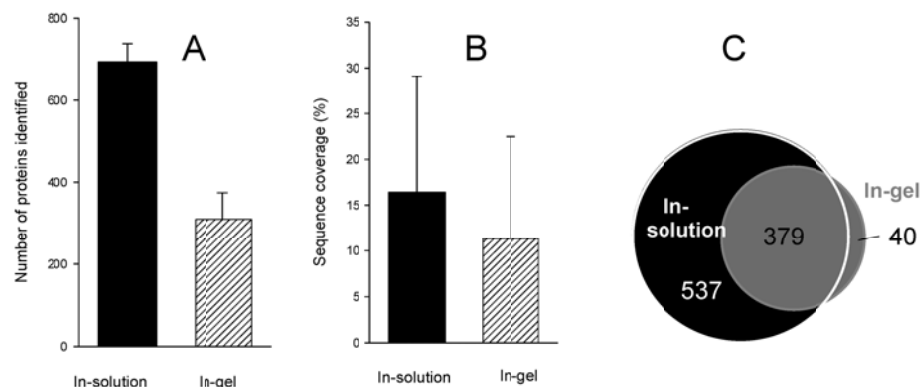 A
Number of proteins identified
800
600
400
200
0
In-solution
In-gel
B
Sequence coverage (%)
35
30
25
20
15
10
5
0
In-solution
In-gel
C
In-
solution
537
379
In-gel
40